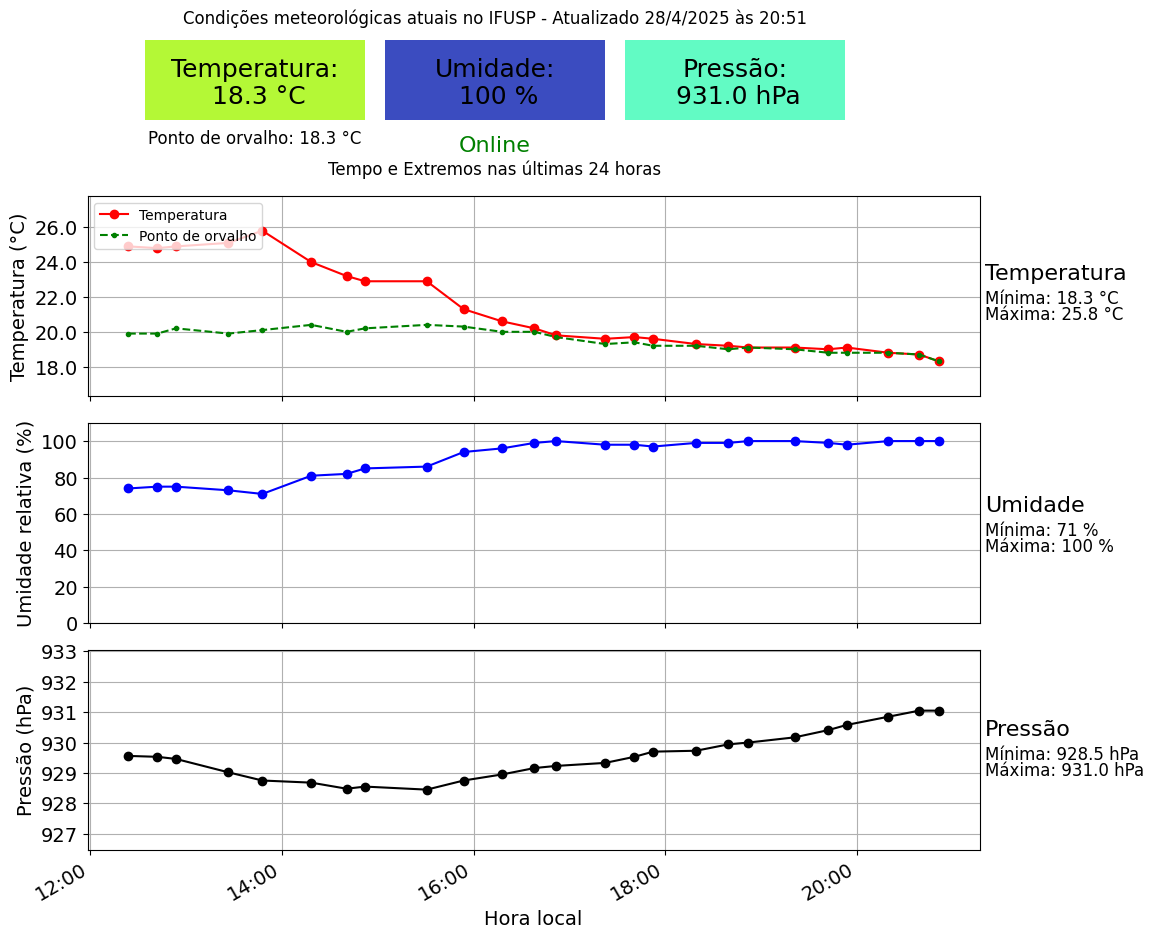 Condições meteorológicas atuais no IFUSP - Atualizado 28/4/2025 às 20:51
Temperatura:
18.3 °C
Umidade:
100 %
Pressão:
931.0 hPa
Ponto de orvalho: 18.3 °C
Online
Tempo e Extremos nas últimas 24 horas
Temperatura (°C)
26.0
24.0
22.0
20.0
18.0
Temperatura
Ponto de orvalho
Temperatura
Mínima: 18.3 °C
Máxima: 25.8 °C
Umidade relativa (%)
100
80
60
40
20
0
Umidade
Mínima: 71 %
Máxima: 100 %
Pressão (hPa)
933
932
931
930
929
928
927
Pressão
Mínima: 928.5 hPa
Máxima: 931.0 hPa
12:00
14:00
16:00
18:00
20:00
Hora local